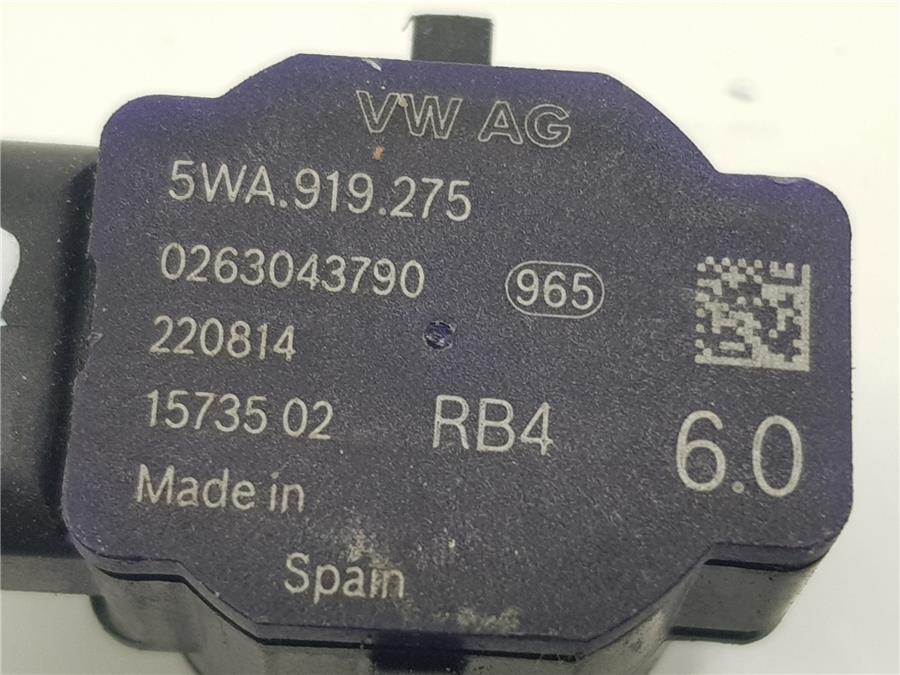 VW AG
5WA.919.275
0263043790 965
220814
15735 02 RB4 6.0
Made in
Spain